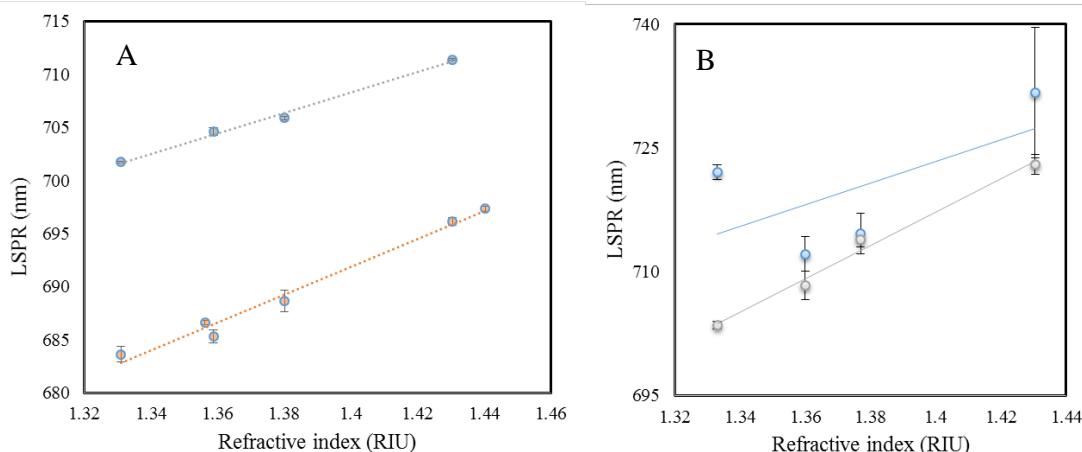 A
LSPR (nm)
715
710
705
700
695
690
685
680
1.32 1.34 1.36 1.38 1.4 1.42 1.44 1.46
Refractive index (RIU)
B
LSPR (nm)
740
725
710
695
1.32 1.34 1.36 1.38 1.4 1.42 1.44
Refractive index (RIU)